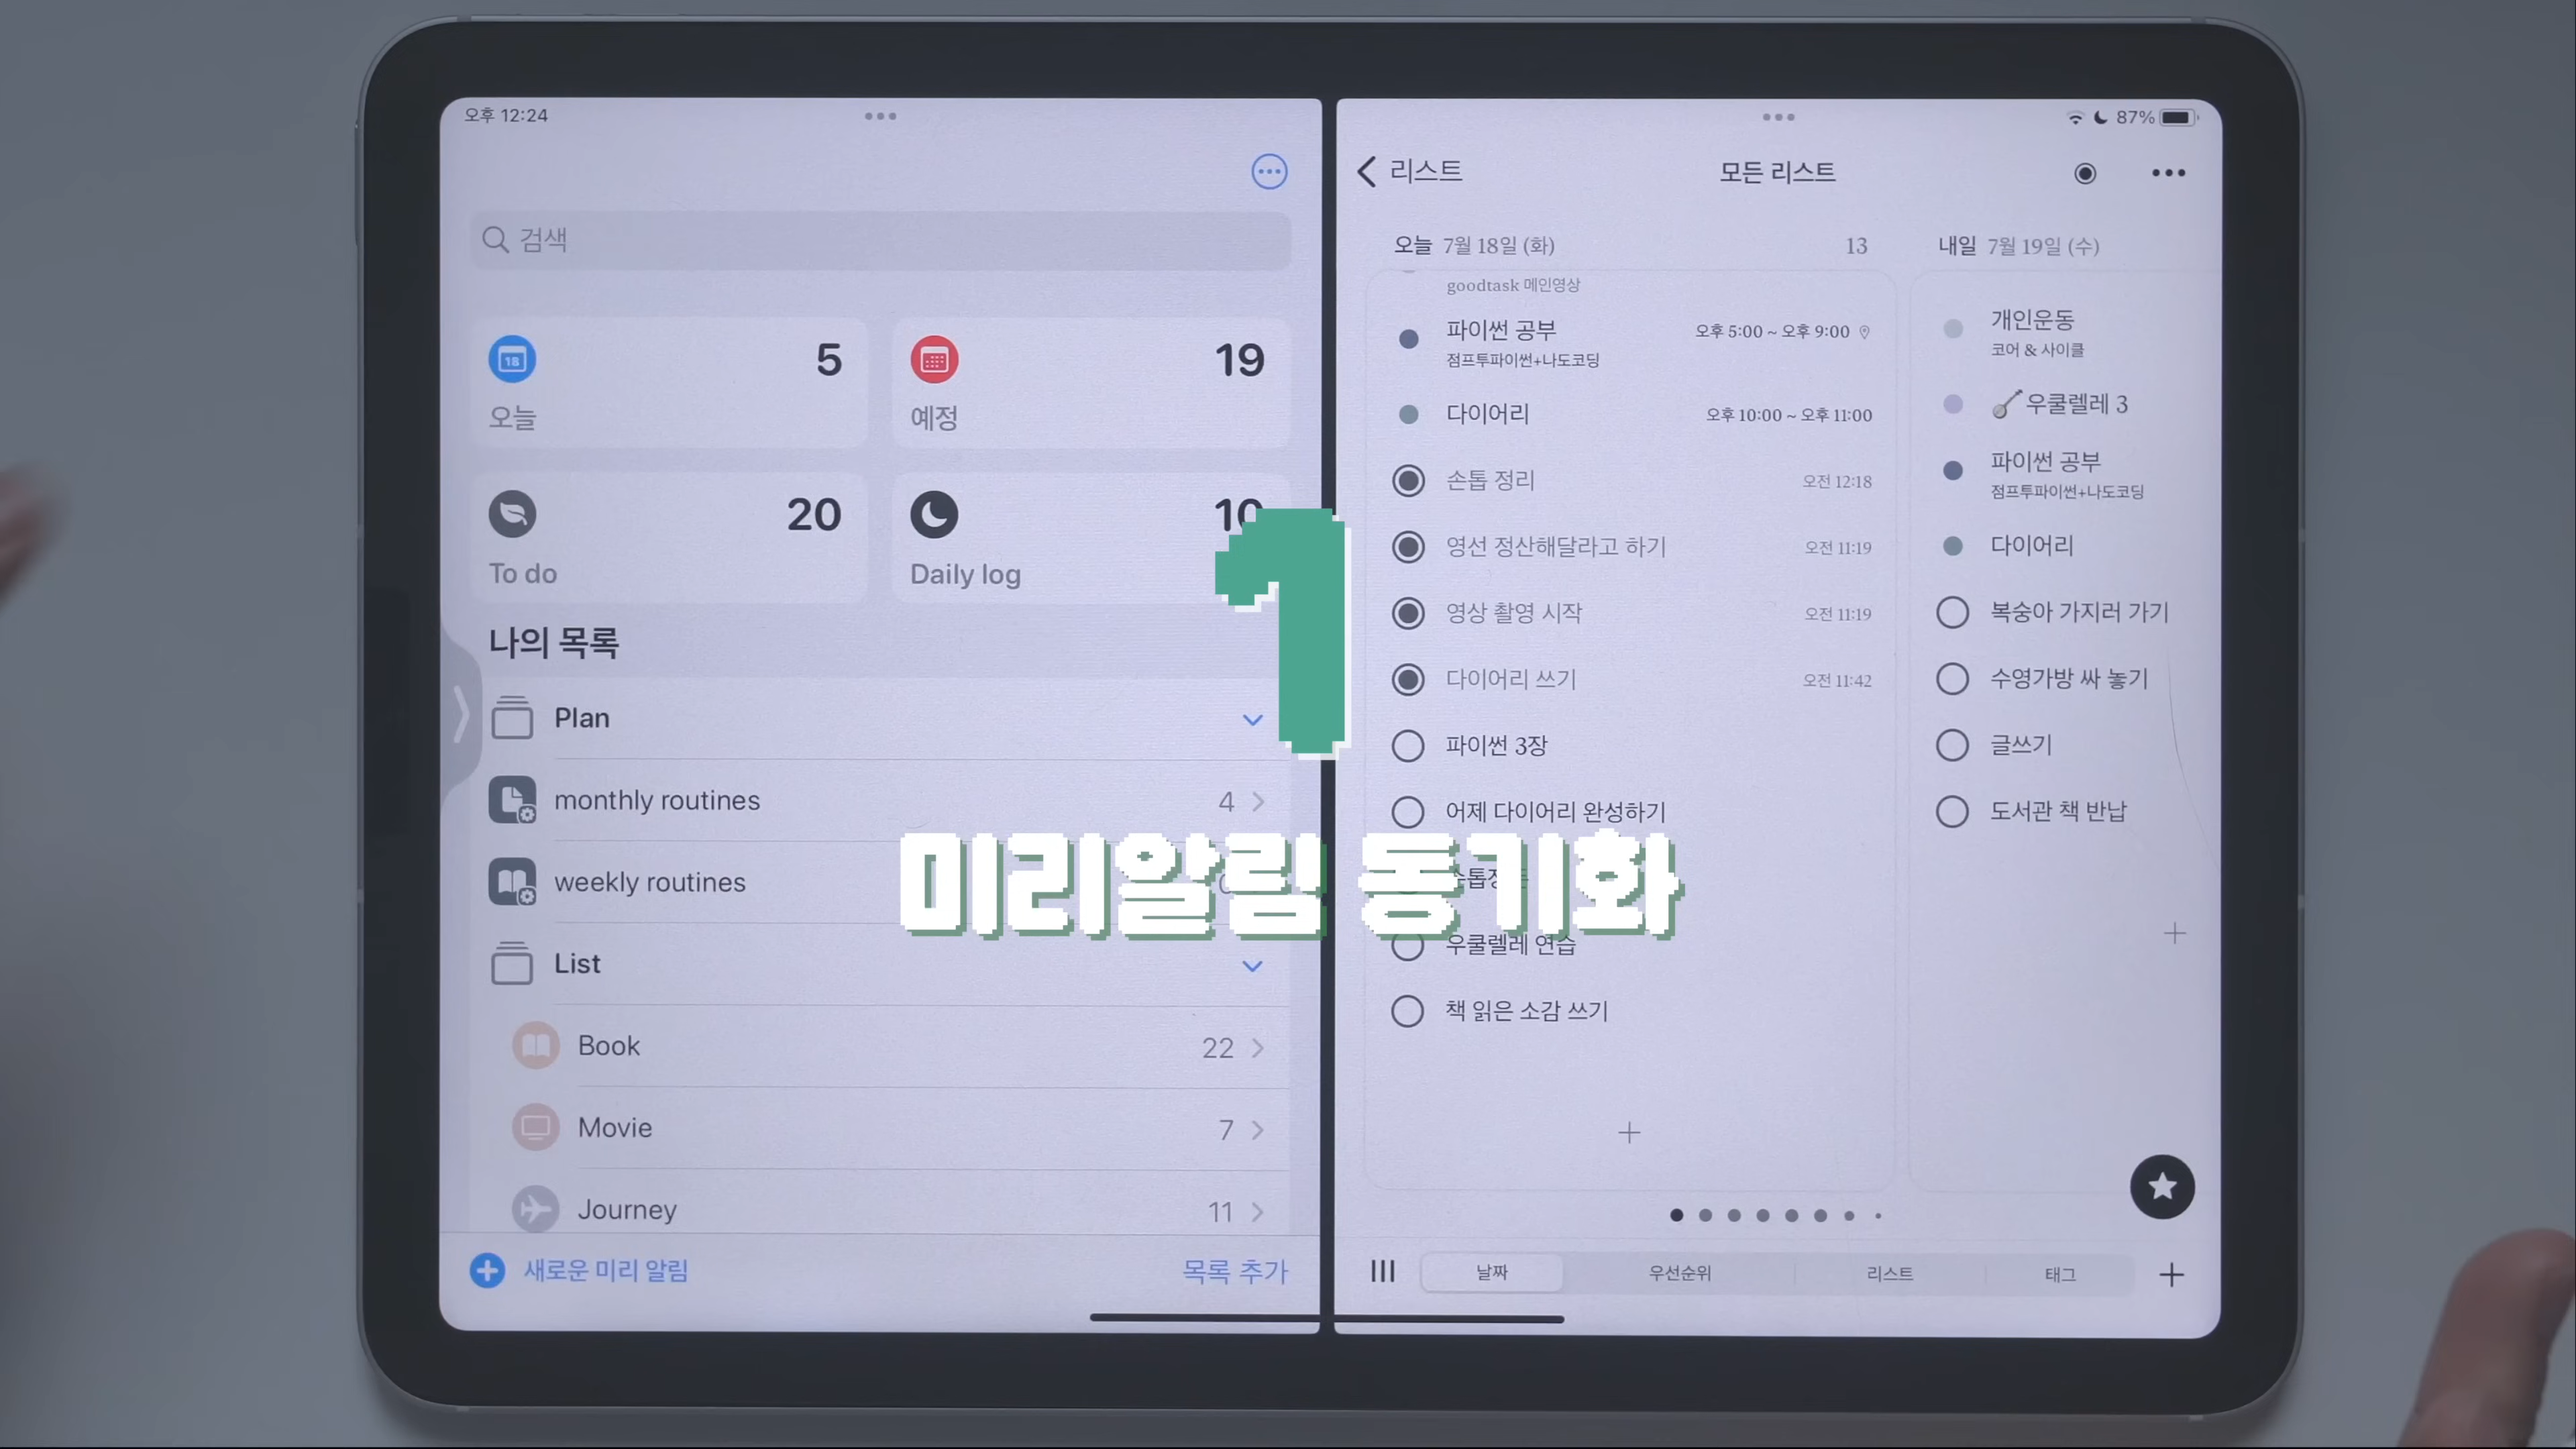 오후 12:24
검색
18
5
오늘
19
예정
20
To do
10
Daily log
나의 목록
Plan
monthly routines
4
weekly routines
List
Book
22
Movie
7
Journey
11
새로운 미리 알림
목록 추가
87%
리스트
모든 리스트
오늘 7월 18일 (화)
13
goodtask 메인영상
파이썬 공부
오후 5:00 ~ 오후 9:00
점프투파이썬+나도코딩
다이어리
오후 10:00 ~ 오후 11:00
손톱 정리
오전 12:18
영선 정산해달라고 하기
오전 11:19
영상 촬영 시작
오전 11:19
다이어리 쓰기
오전 11:42
파이썬 3장
어제 다이어리 완성하기
우쿨렐레 연습
책 읽은 소감 쓰기
내일 7월 19일 (수)
개인운동
코어 & 사이클
우쿨렐레 3
파이썬 공부
점프투파이썬+나도코딩
다이어리
복숭아 가지러 가기
수영가방 싸 놓기
글쓰기
도서관 책 반납
날짜
우선순위
리스트
태그
1
미리알림 동기화